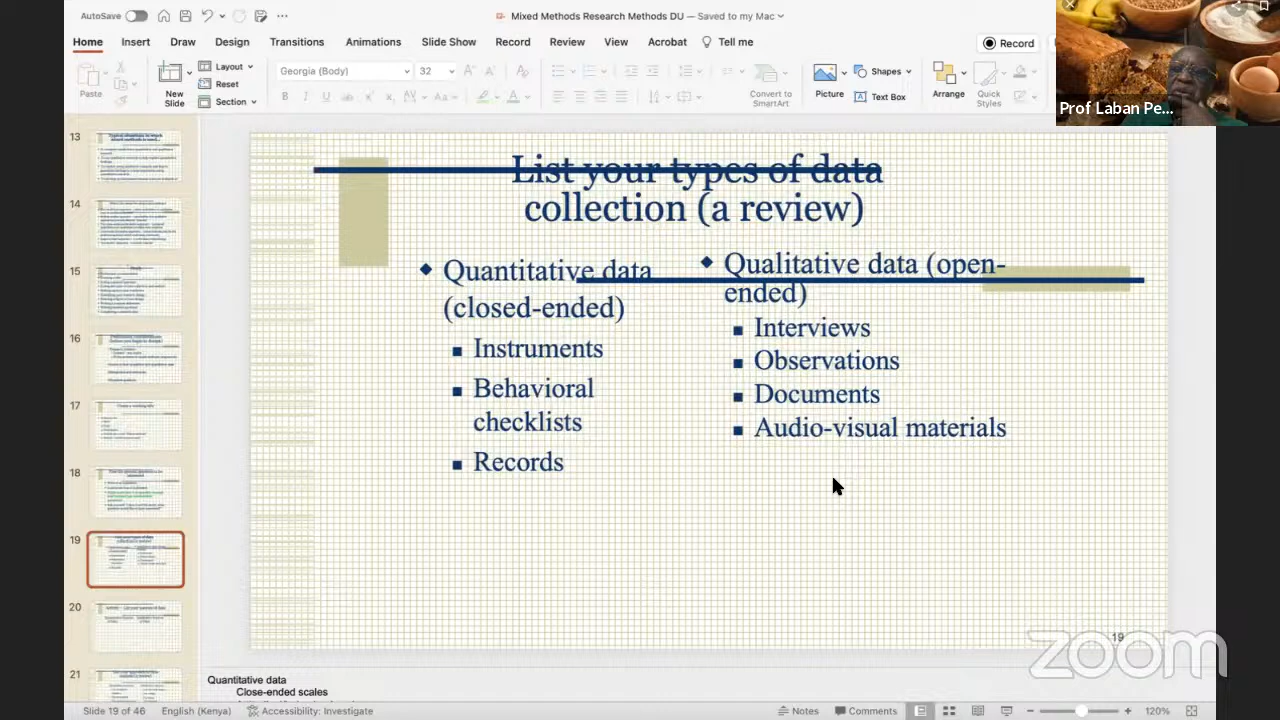 AutoSave
Mixed Methods Research Methods DU — Saved to my Mac
Home Insert Draw Design Transitions Animations Slide Show Record Review View Acrobat Tell me
Record
Paste
New
Slide
Layout
Reset
Section
Georgia (Body)
32
Convert to
SmartArt
Picture
Shapes
Text Box
Arrange
Quick
Styles
Prof Laban Pe...
13
14
15
16
17
18
19
20
21
List your types of data
collection (a review)
Quantitative data
(closed-ended)
Instruments
Behavioral
checklists
Records
Qualitative data (open-
ended)
Interviews
Observations
Documents
Audio-visual materials
19
zoom
Quantitative data
Close-ended scales
Slide 19 of 46
English (Kenya)
Accessibility: Investigate
Notes
Comments
120%